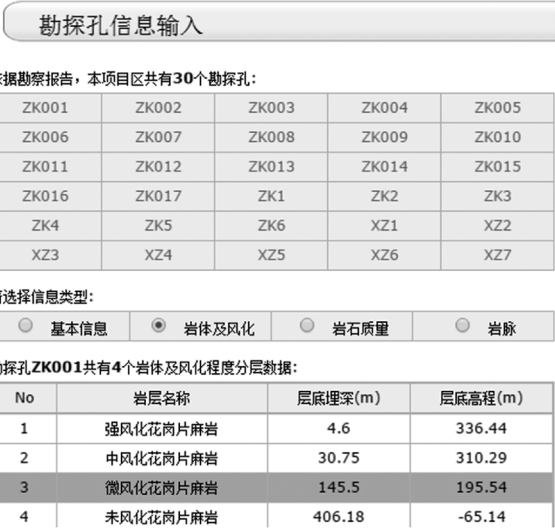 勘探孔信息输入
据勘察报告，本项目区共有30个勘探孔：
ZK001 ZK002 ZK003 ZK004 ZK005
ZK006 ZK007 ZK008 ZK009 ZK010
ZK011 ZK012 ZK013 ZK014 ZK015
ZK016 ZK017 ZK1 ZK2 ZK3
ZK4 ZK5 ZK6 XZ1 XZ2
XZ3 XZ4 XZ5 XZ6 XZ7
选择信息类型：
基本信息 岩体及风化 岩石质量 岩脉
探孔ZK001共有4个岩体及风化程度分层数据：
No 岩层名称 层底埋深(m) 层底高程(m)
1 强风化花岗片麻岩 4.6 336.44
2 中风化花岗片麻岩 30.75 310.29
3 微风化花岗片麻岩 145.5 195.54
4 未风化花岗片麻岩 406.18 -65.14